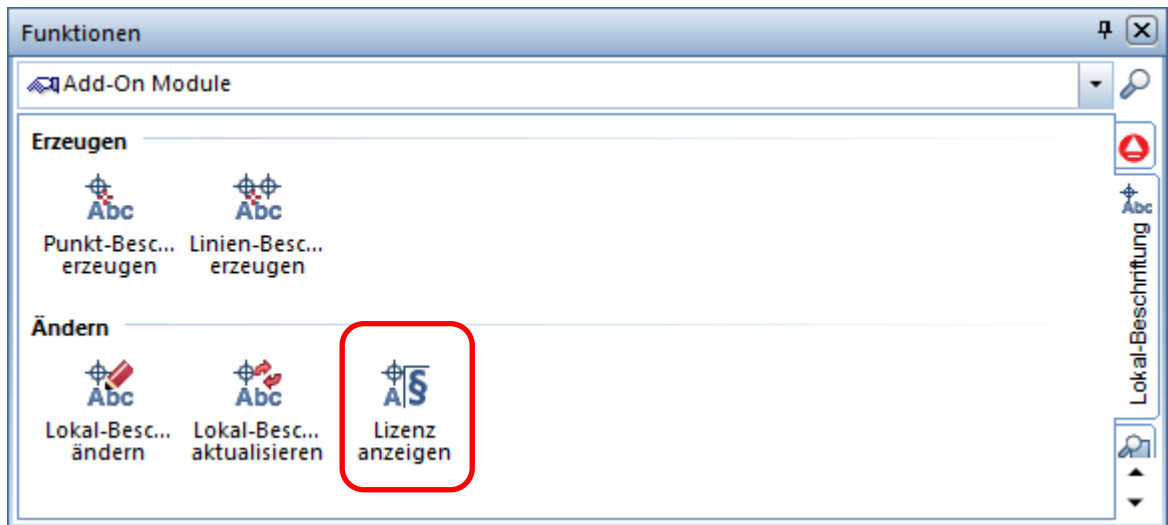 Funktionen
Add-On Module
Erzeugen
Abc
Abc
Punkt-Besc...
erzeugen
Linien-Besc...
erzeugen
Ändern
Abc
Abc
A§
Lokal-Besc...
ändern
Lokal-Besc...
aktualisieren
Lizenz
anzeigen
Abc
Lokal-Beschriftung